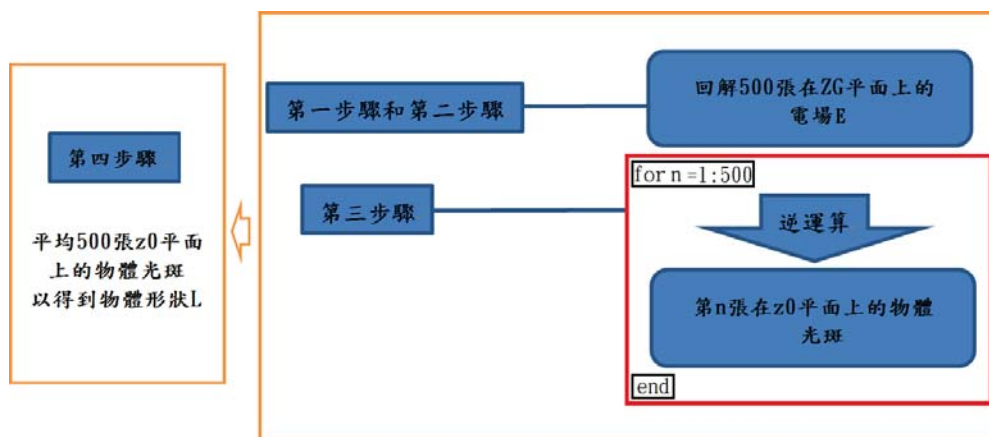 第一步驟和第二步驟
回解500張在ZG平面上的
電場E
第三步驟
for n=1:500
逆運算
第n張在z0平面上的物體
光斑
end
第四步驟
平均500張z0平面
上的物體光斑
以得到物體形狀L